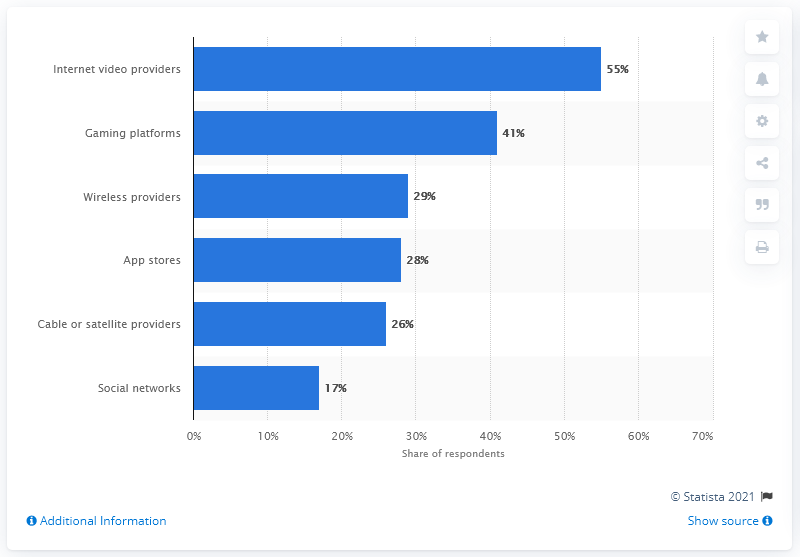 Internet video providers 55%
Gaming platforms 41%
Wireless providers 29%
App stores 28%
Cable or satellite providers 26%
Social networks 17%
0% 10% 20% 30% 40% 50% 60% 70%
Share of respondents
© Statista 2021
Additional Information Show source